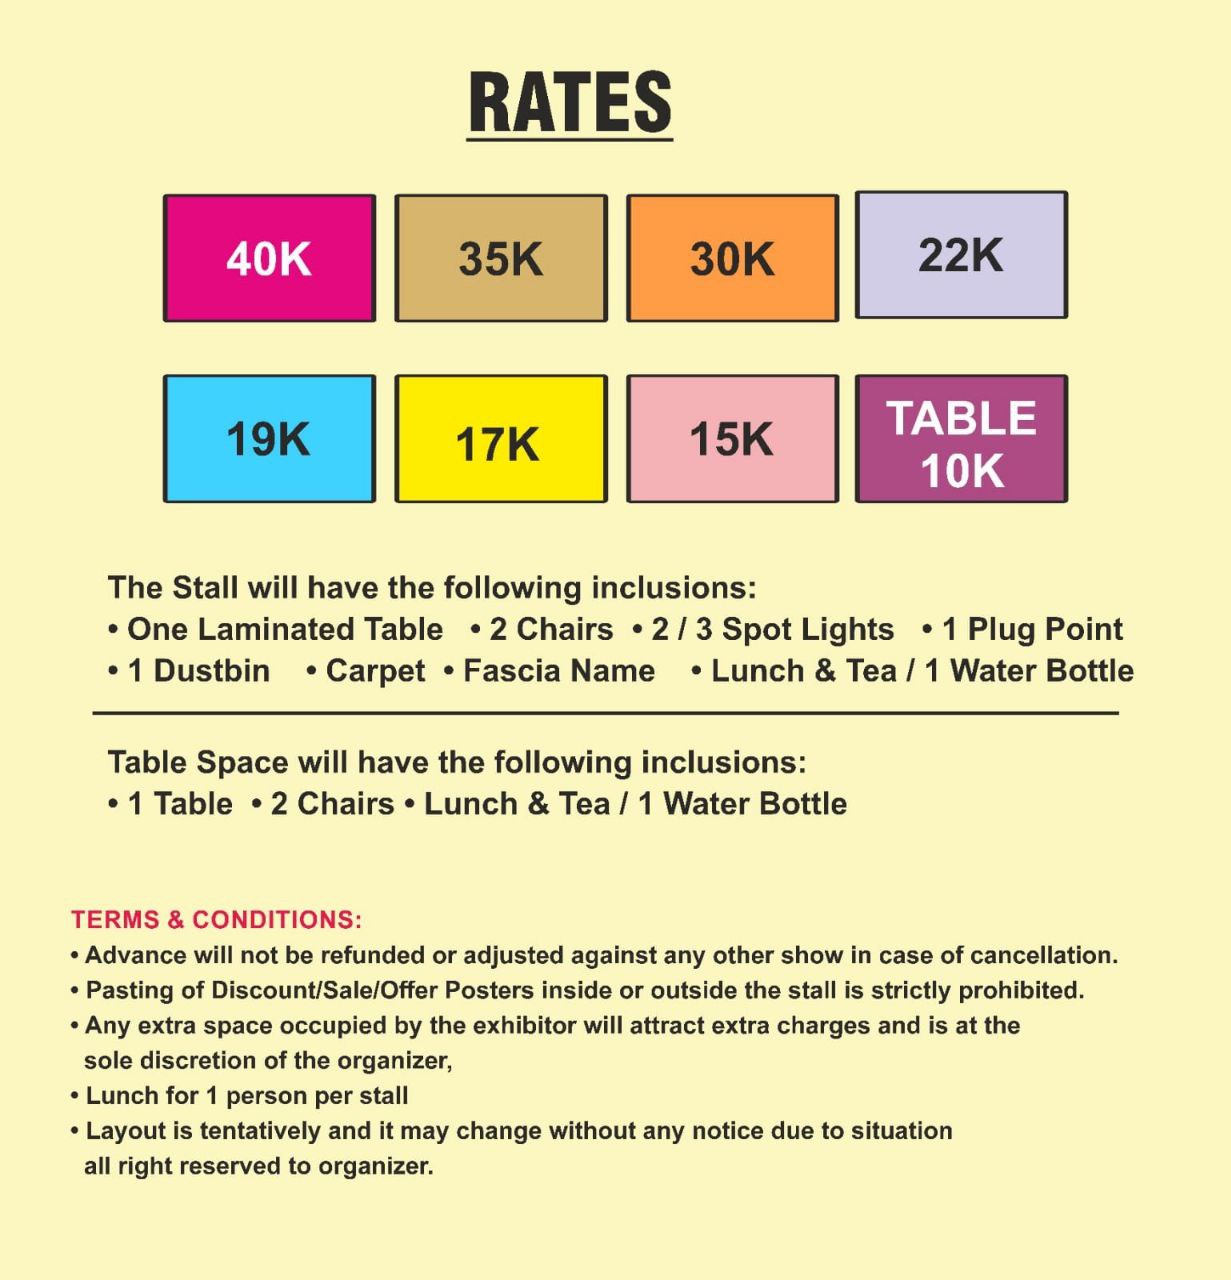 RATES
40K 35K 30K 22K
19K 17K 15K TABLE
10K
The Stall will have the following inclusions:
• One Laminated Table • 2 Chairs • 2 / 3 Spot Lights • 1 Plug Point
• 1 Dustbin • Carpet • Fascia Name • Lunch & Tea / 1 Water Bottle
Table Space will have the following inclusions:
• 1 Table • 2 Chairs • Lunch & Tea / 1 Water Bottle
TERMS & CONDITIONS:
• Advance will not be refunded or adjusted against any other show in case of cancellation.
• Pasting of Discount/Sale/Offer Posters inside or outside the stall is strictly prohibited.
• Any extra space occupied by the exhibitor will attract extra charges and is at the
sole discretion of the organizer,
• Lunch for 1 person per stall
• Layout is tentatively and it may change without any notice due to situation
all right reserved to organizer.